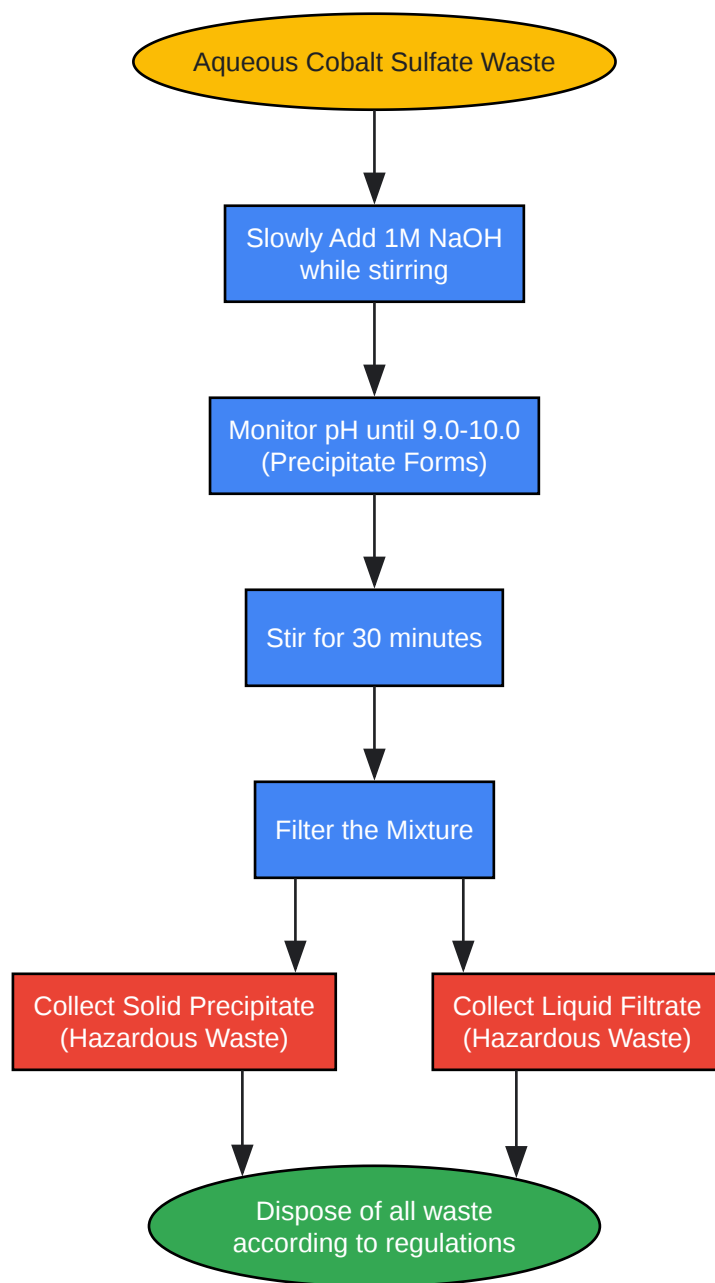 Aqueous Cobalt Sulfate Waste
Slowly Add 1M NaOH
while stirring
Monitor pH until 9.0-10.0
(Precipitate Forms)
Stir for 30 minutes
Filter the Mixture
Collect Solid Precipitate
(Hazardous Waste)
Collect Liquid Filtrate
(Hazardous Waste)
Dispose of all waste
according to regulations